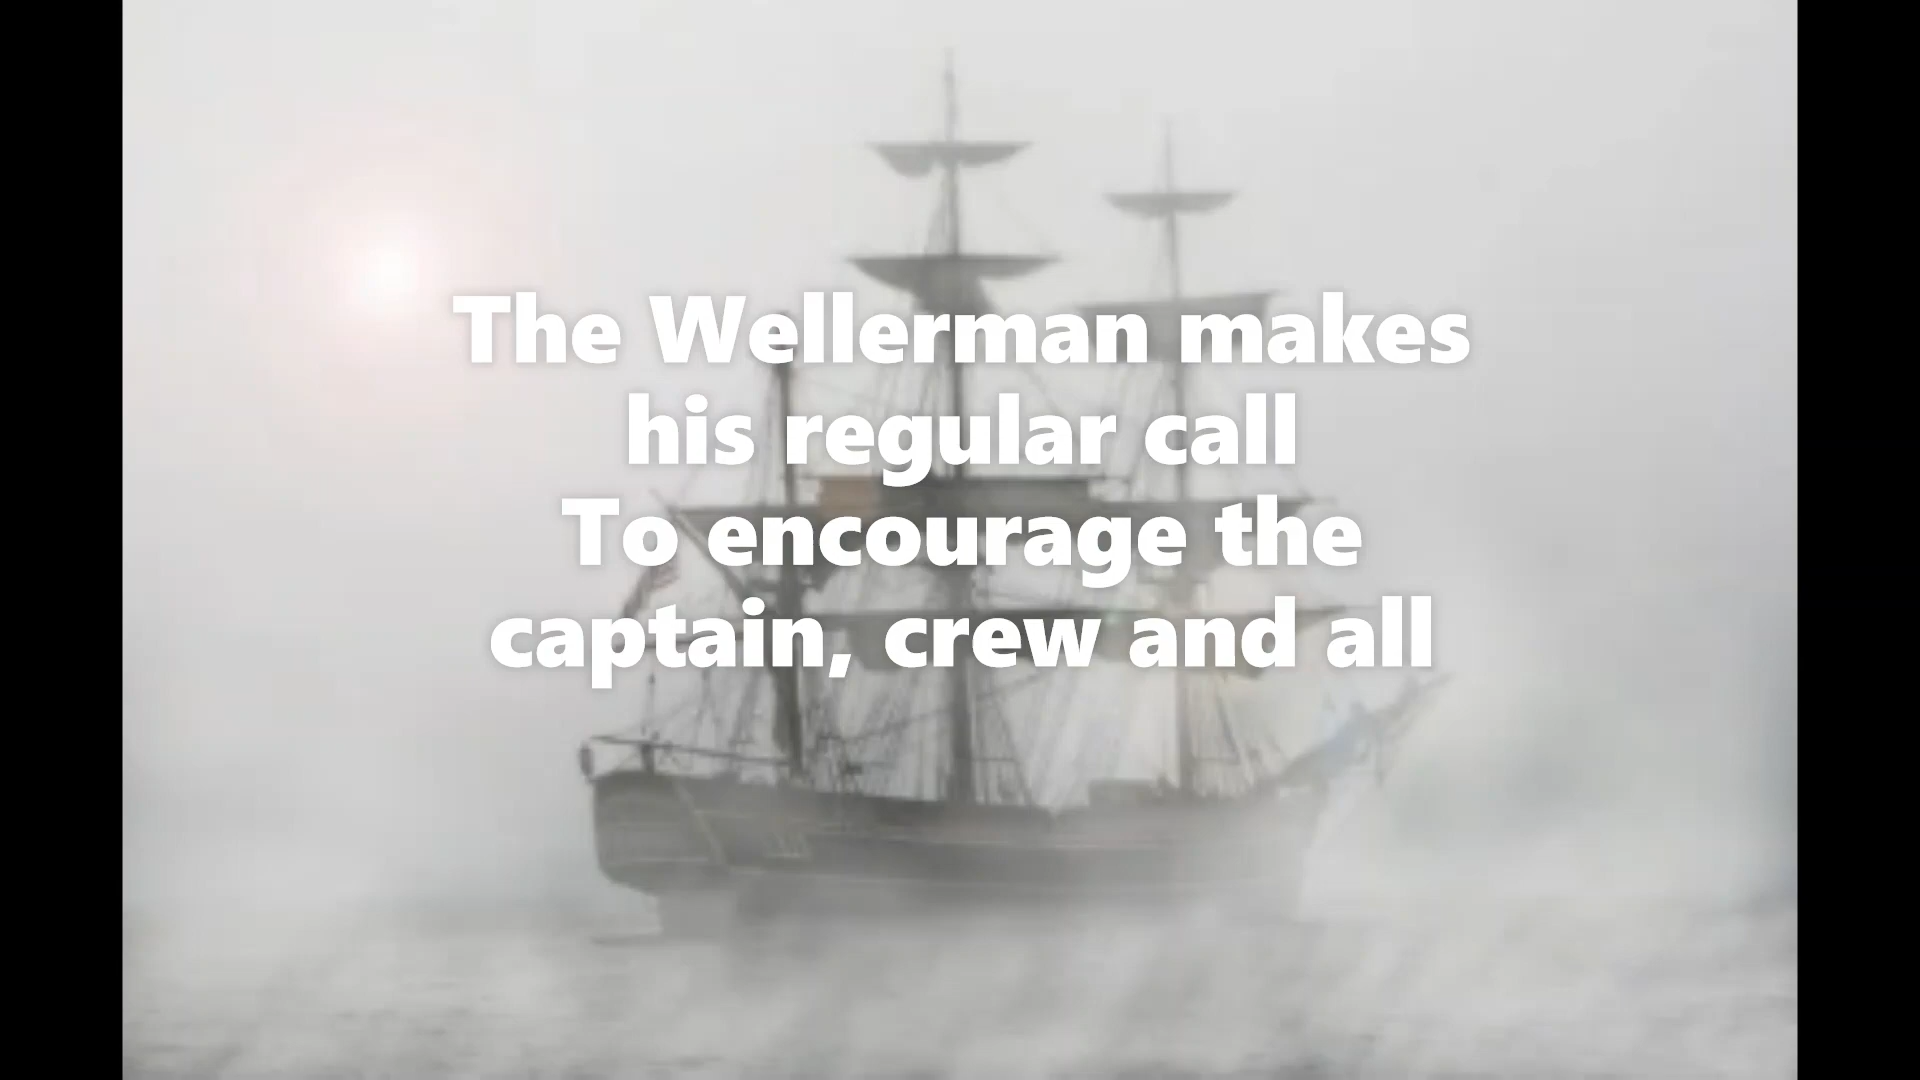 The Wellerman makes
his regular call
To encourage the
captain, crew and all